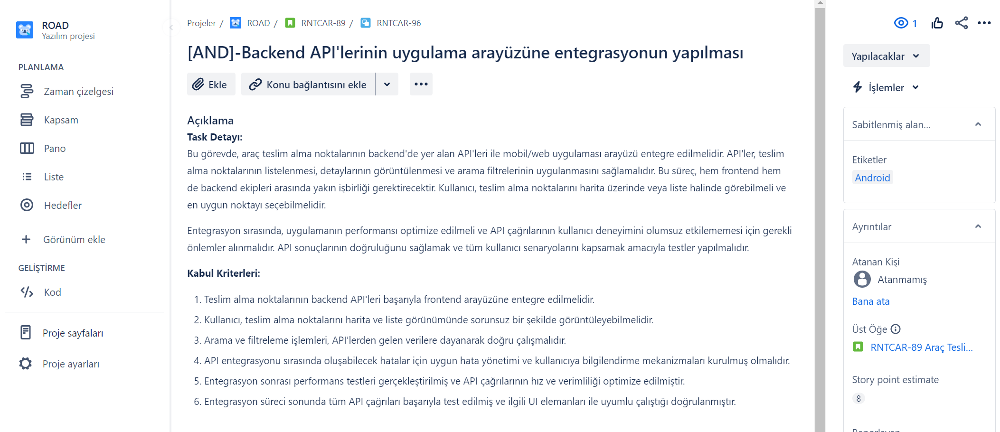 ROAD
Yazılım projesi
PLANLAMA
Zaman çizelgesi
Kapsam
Pano
Liste
Hedefler
Görünüm ekle
GELİŞTİRME
Kod
Proje sayfaları
Proje ayarları
Projeler / ROAD / RNTCAR-89 / RNTCAR-96
[AND]-Backend API'lerinin uygulama arayüzüne entegrasyonun yapılması
Ekle
Konu bağlantısını ekle
Açıklama
Task Detayı:
Bu görevde, araç teslim alma noktalarının backend'de yer alan API'leri ile mobil/web uygulaması arayüzü entegre edilmelidir. API'ler, teslim
alma noktalarının listelenmesi, detaylarının görüntülenmesi ve arama filtrelerinin uygulanmasını sağlamalıdır. Bu süreç, hem frontend hem
de backend ekipleri arasında yakın işbirliği gerektirecektir. Kullanıcı, teslim alma noktalarını harita üzerinde veya liste halinde görebilmeli ve
en uygun noktayı seçebilmelidir.
Entegrasyon sırasında, uygulamanın performansı optimize edilmeli ve API çağrılarının kullanıcı deneyimini olumsuz etkilememesi için gerekli
önlemler alınmalıdır. API sonuçlarının doğruluğunu sağlamak ve tüm kullanıcı senaryolarını kapsamak amacıyla testler yapılmalıdır.
Kabul Kriterleri:
1. Teslim alma noktalarının backend API'leri başarıyla frontend arayüzüne entegre edilmelidir.
2. Kullanıcı, teslim alma noktalarını harita ve liste görünümünde sorunsuz bir şekilde görüntüleyebilmelidir.
3. Arama ve filtreleme işlemleri, API'lerden gelen verilere dayanarak doğru çalışmalıdır.
4. API entegrasyonu sırasında oluşabilecek hatalar için uygun hata yönetimi ve kullanıcıya bilgilendirme mekanizmaları kurulmuş olmalıdır.
5. Entegrasyon sonrası performans testleri gerçekleştirilmiş ve API çağrılarının hız ve verimliliği optimize edilmiştir.
6. Entegrasyon süreci sonunda tüm API çağrıları başarıyla test edilmiş ve ilgili UI elemanları ile uyumlu çalıştığı doğrulanmıştır.
1
Yapılacaklar
İşlemler
Sabitlenmiş alan...
Etiketler
Android
Ayrıntılar
Atanan Kişi
Atanmamış
Bana ata
Üst Öğe
RNTCAR-89 Araç Tesli...
Story point estimate
8